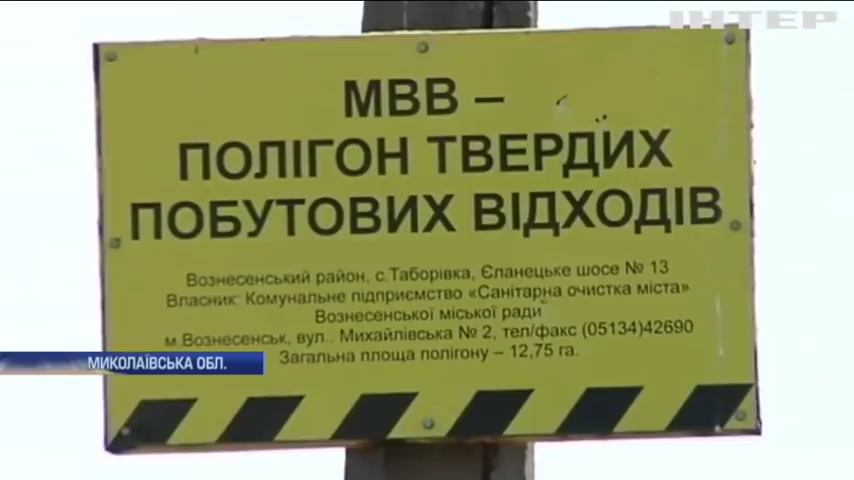 ІНТЕР
МВВ –
ПОЛІГОН ТВЕРДИХ
ПОБУТОВИХ ВІДХОДІВ
Вознесенський район, с.Таборівка, Єланецьке шосе № 13
Власник: Комунальне підприємство «Санітарна очистка міста»
Вознесенської міської ради
м.Вознесенськ, вул.. Михайлівська № 2, тел/факс (05134)42690
Загальна площа полігону – 12,75 га.
МИКОЛАЇВСЬКА ОБЛ.